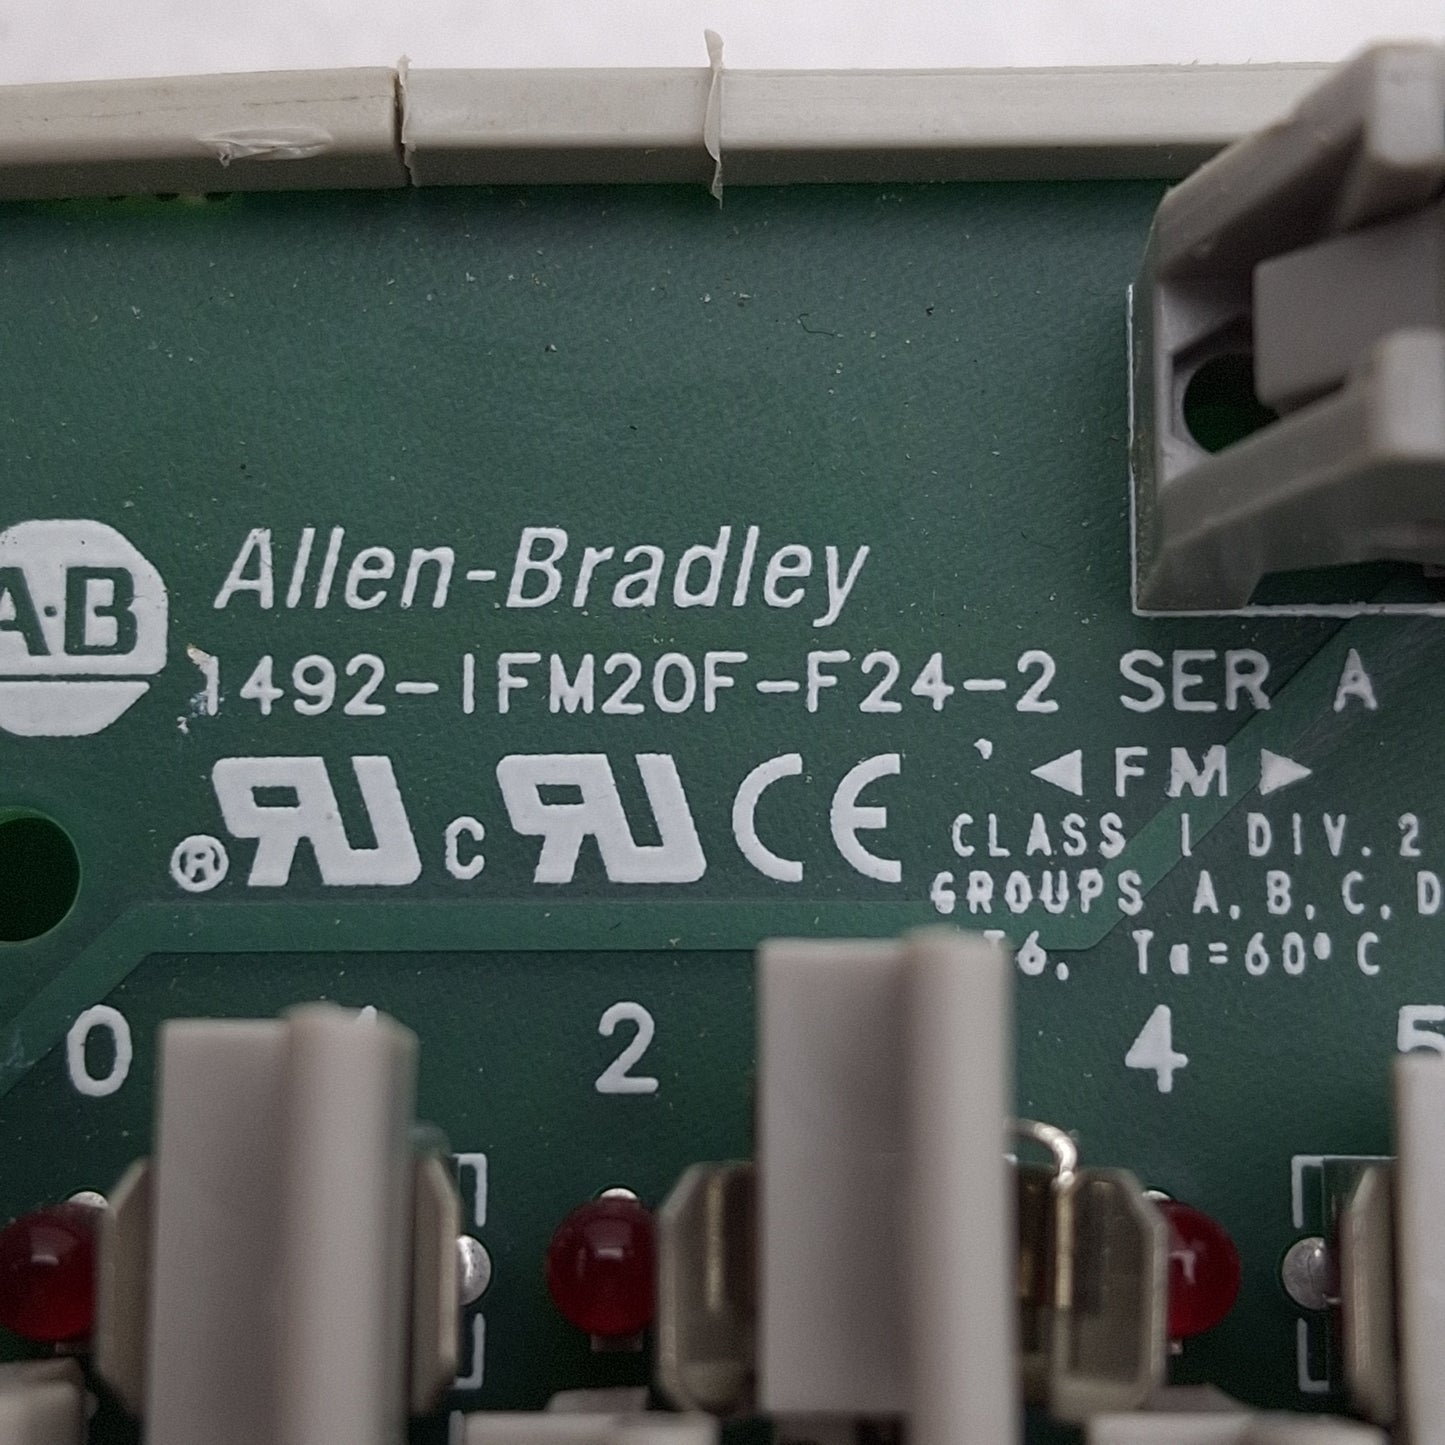 A·B Allen-Bradley
1492-IFM20F-F24-2 SER A
FM
® c CE
CLASS I DIV. 2
GROUPS A, B, C, D
T6, Ta=60°C
0 2 4 5